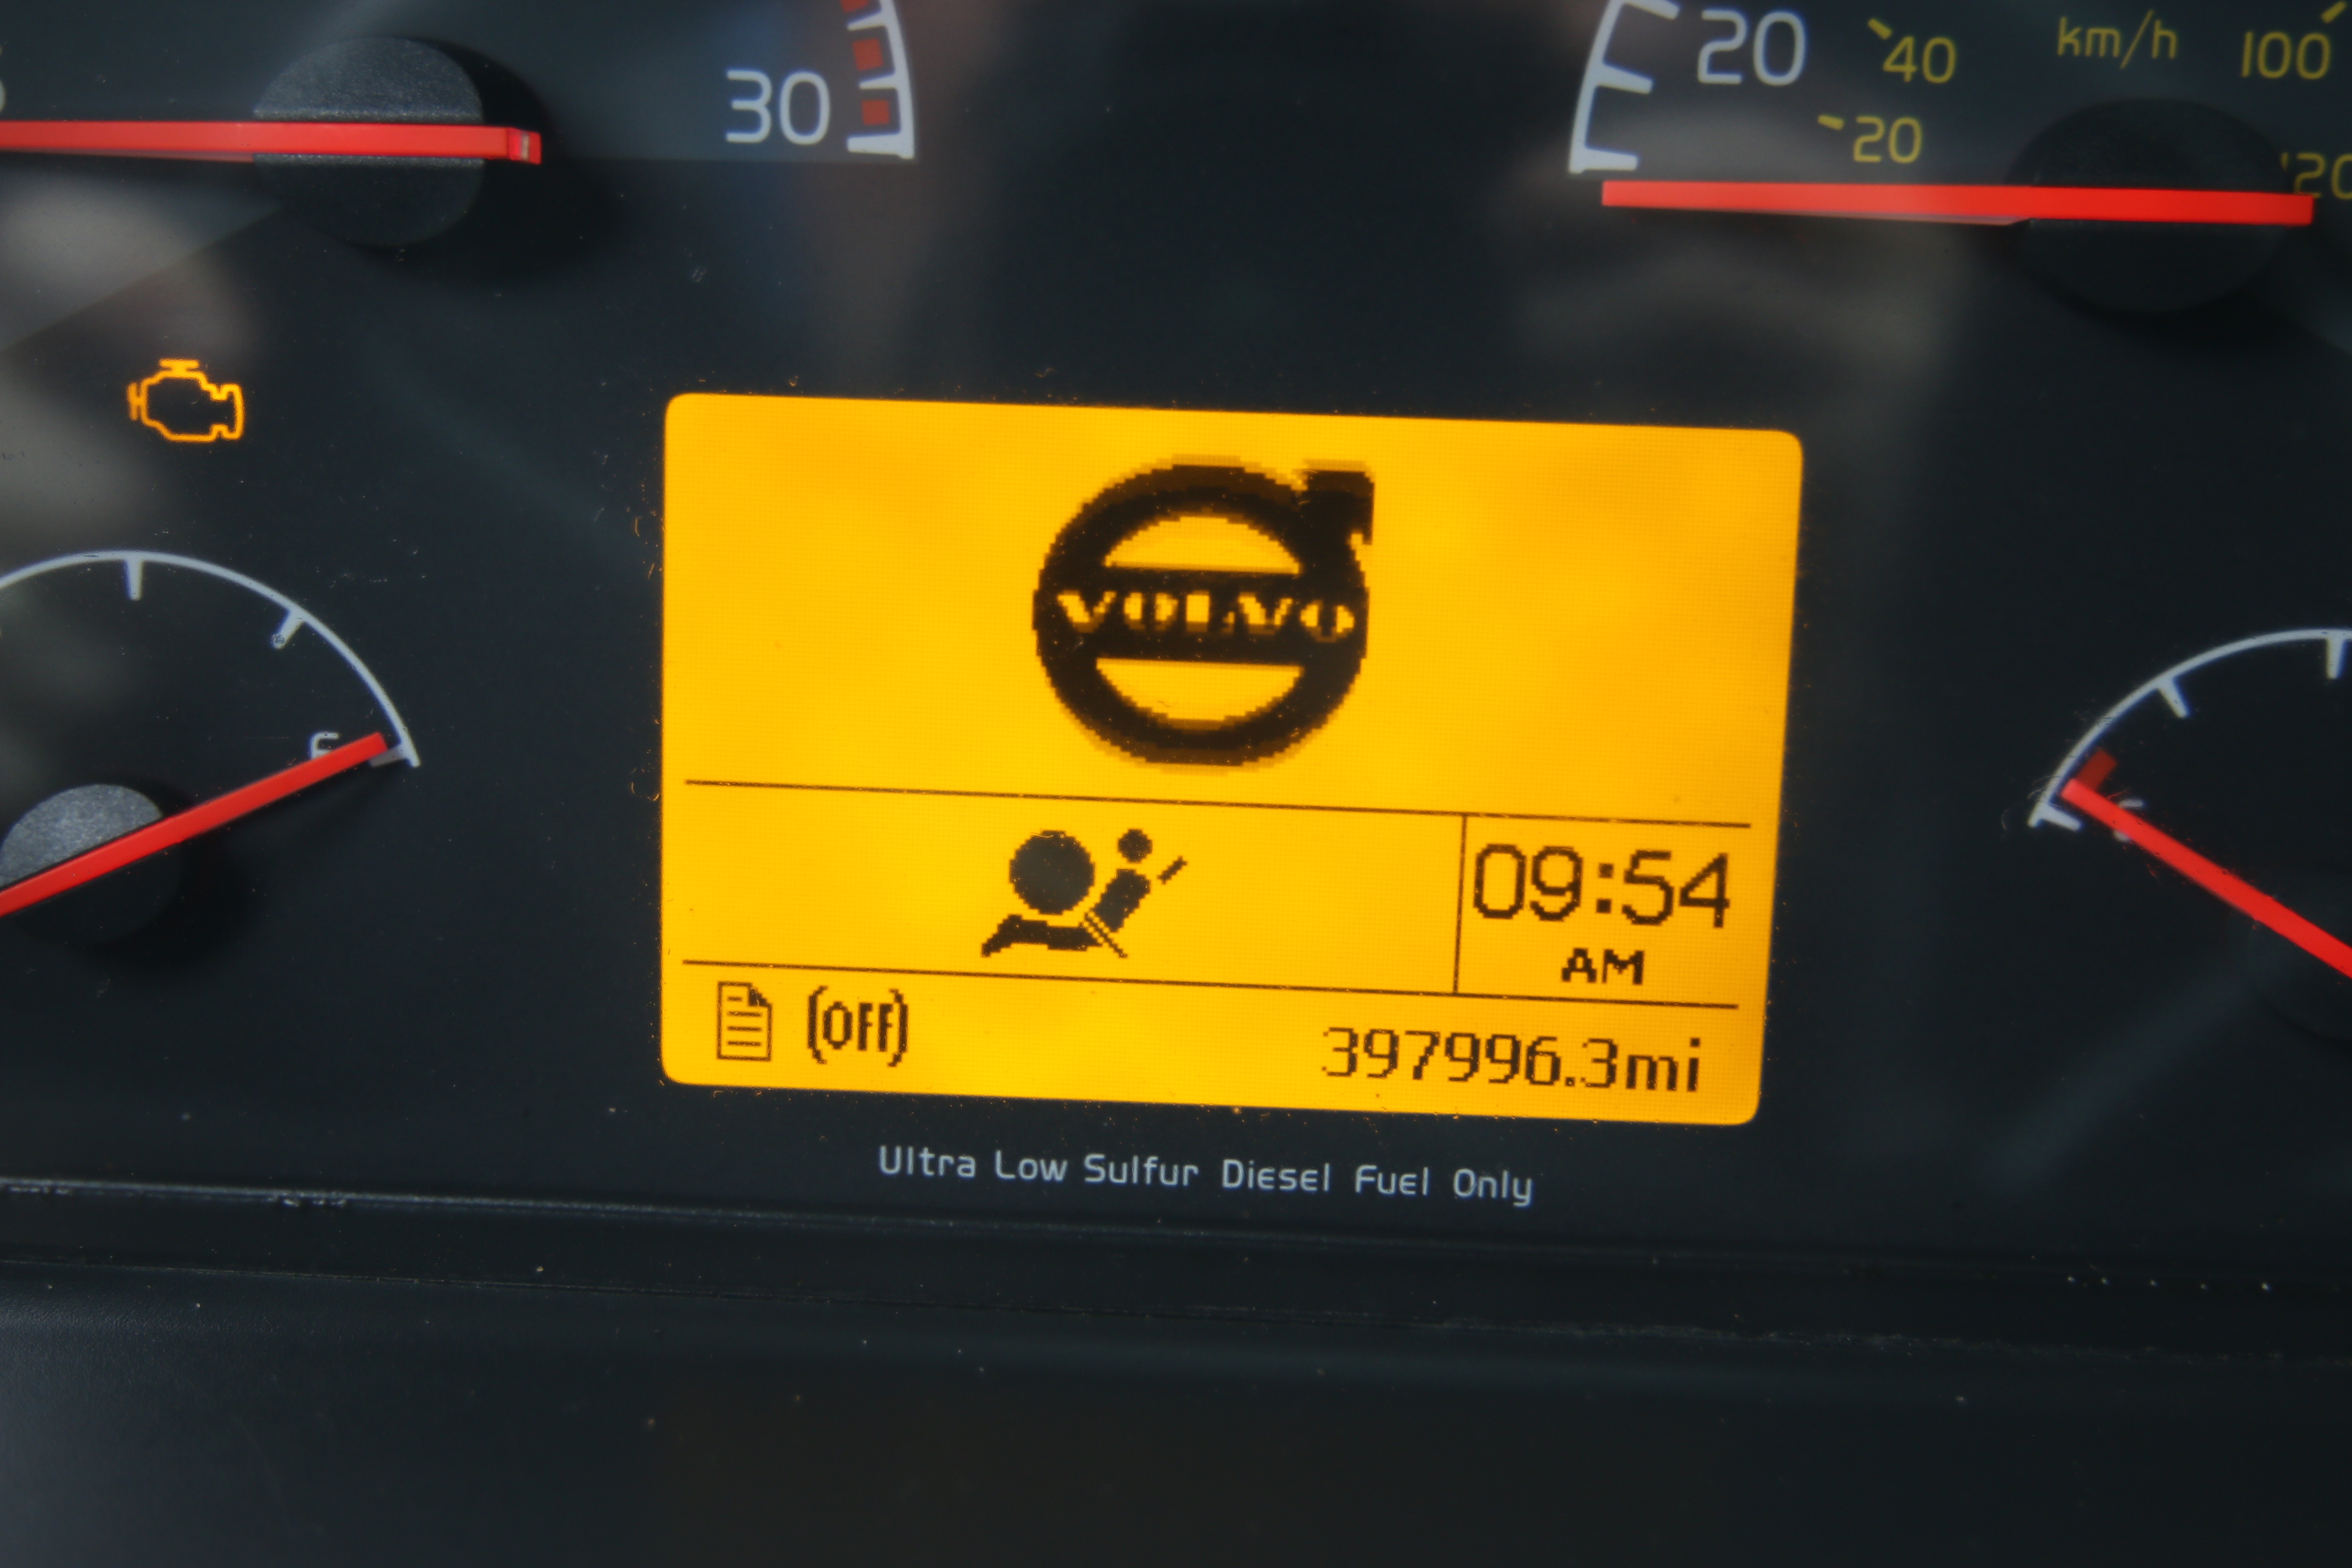 30
20
40
km/h
100
20
120
VOLVO
09:54
AM
(OFF)
397996.3mi
Ultra Low Sulfur Diesel Fuel Only